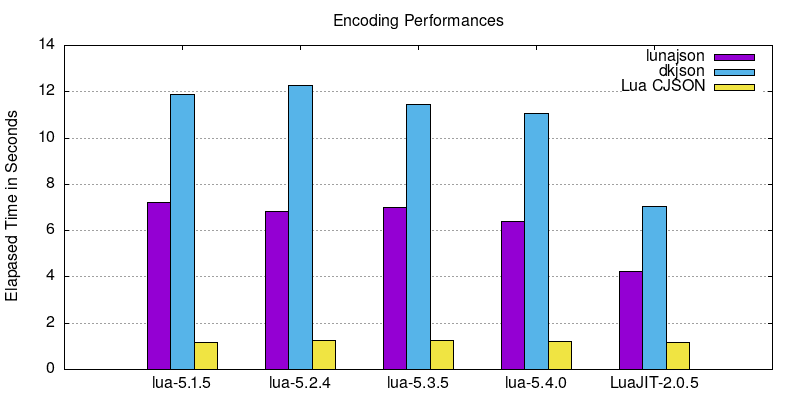 Encoding Performances
14
12
10
8
6
4
2
0
Elapased Time in Seconds
lunajson
dkjson
Lua CJSON
lua-5.1.5 lua-5.2.4 lua-5.3.5 lua-5.4.0 LuaJIT-2.0.5